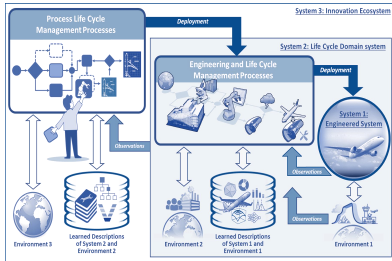 System 3: Innovation Ecosystem
Process Life Cycle
Management Processes
Deployment
System 2: Life Cycle Domain system
Engineering and Life Cycle
Management Processes
Deployment
System 1:
Engineered System
Observations
Observations
Observations
Environment 3
Learned Descriptions
of System 2 and
Environment 2
Environment 2
Learned Descriptions
of System 1 and
Environment 1
Environment 1